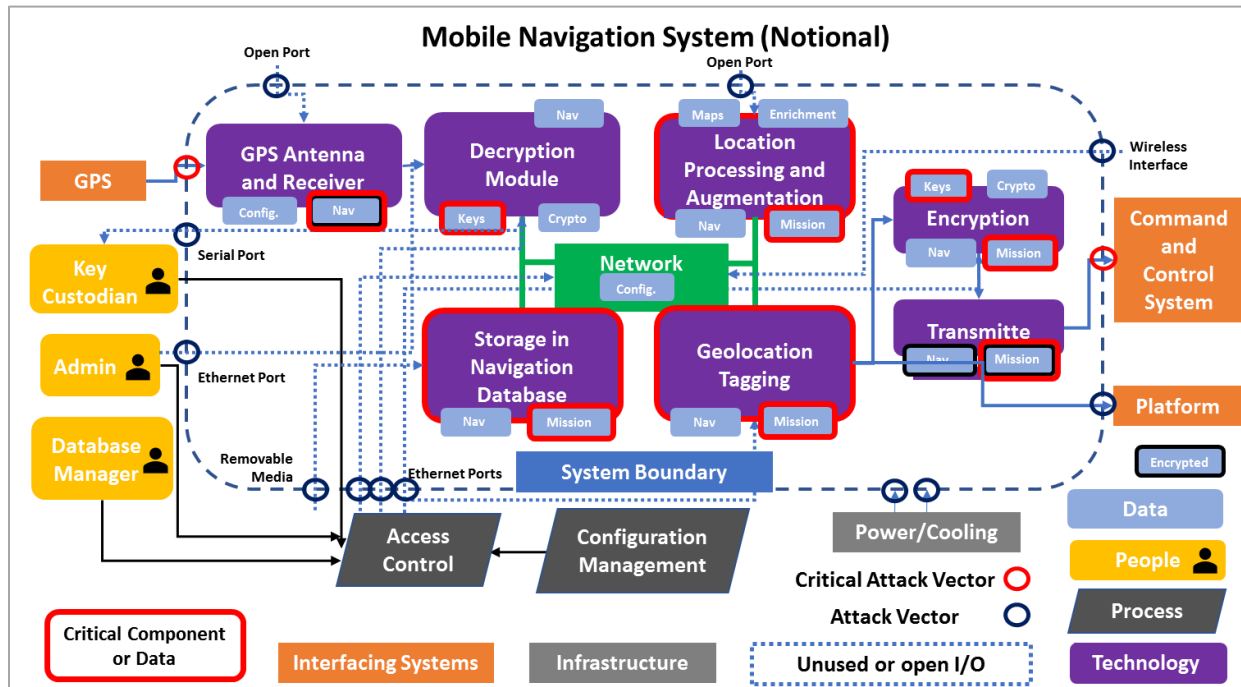 Mobile Navigation System (Notional)
Open Port
Open Port
Nav
Maps
Enrichment
GPS Antenna
and Receiver
Decryption
Module
Location
Processing and
Augmentation
Wireless
Interface
GPS
Keys
Crypto
Config.
Nav
Keys
Crypto
Nav
Mission
Encryption
Command
and
Control
System
Serial Port
Nav
Mission
Key
Custodian
Network
Config.
Storage in
Navigation
Database
Geolocation
Tagging
Transmitte
Nav
Mission
Admin
Ethernet Port
Nav
Mission
Nav
Mission
Platform
Database
Manager
Removable
Media
Ethernet Ports
System Boundary
Encrypted
Data
Access
Control
Configuration
Management
Power/Cooling
People
Critical Attack Vector
Attack Vector
Process
Critical Component
or Data
Interfacing Systems
Infrastructure
Unused or open I/O
Technology